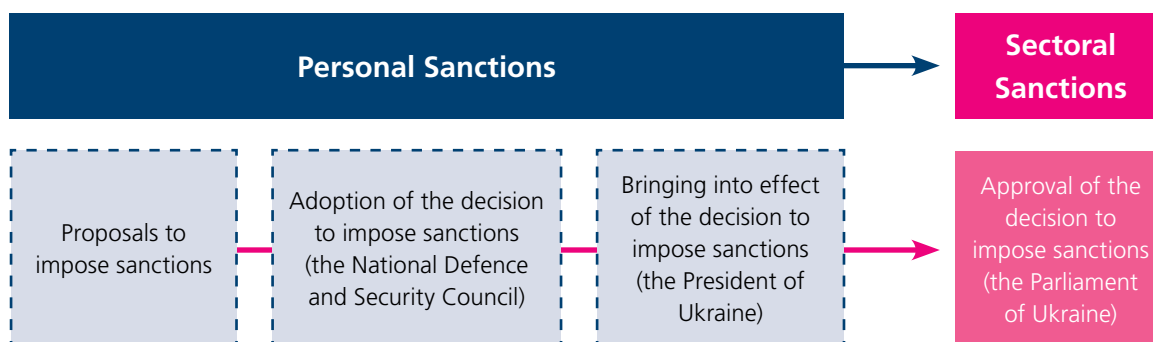 Personal Sanctions
Sectoral
Sanctions
Proposals to
impose sanctions
Adoption of the decision
to impose sanctions
(the National Defence
and Security Council)
Bringing into effect
of the decision to
impose sanctions
(the President of
Ukraine)
Approval of the
decision to
impose sanctions
(the Parliament
of Ukraine)